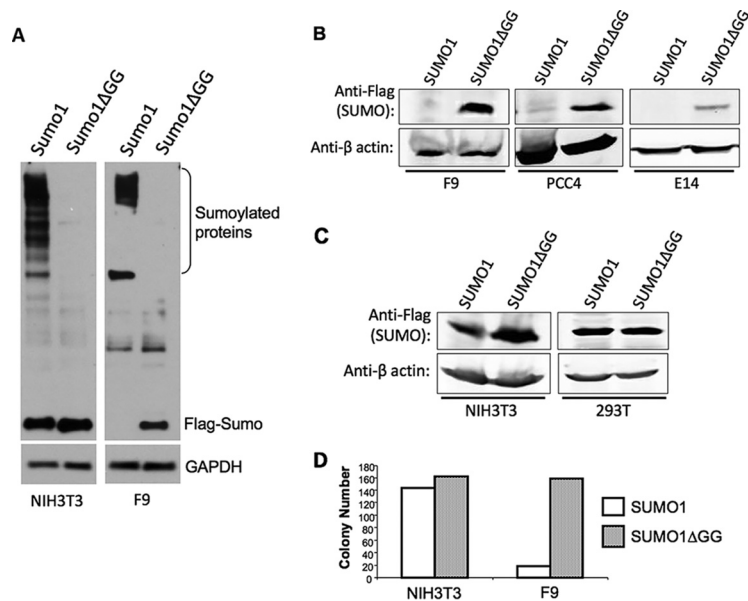 A
Sumo1
Sumo1ΔGG
Sumo1
Sumo1ΔGG
Sumoylated
proteins
Flag-Sumo
GAPDH
NIH3T3
F9
B
SUMO1
SUMO1ΔGG
SUMO1
SUMO1ΔGG
SUMO1
SUMO1ΔGG
Anti-Flag
(SUMO):
Anti-β actin:
F9
PCC4
E14
C
SUMO1
SUMO1ΔGG
SUMO1
SUMO1ΔGG
Anti-Flag
(SUMO):
Anti-β actin:
NIH3T3
293T
D
Colony Number
180
160
140
120
100
80
60
40
20
0
NIH3T3
F9
SUMO1
SUMO1ΔGG